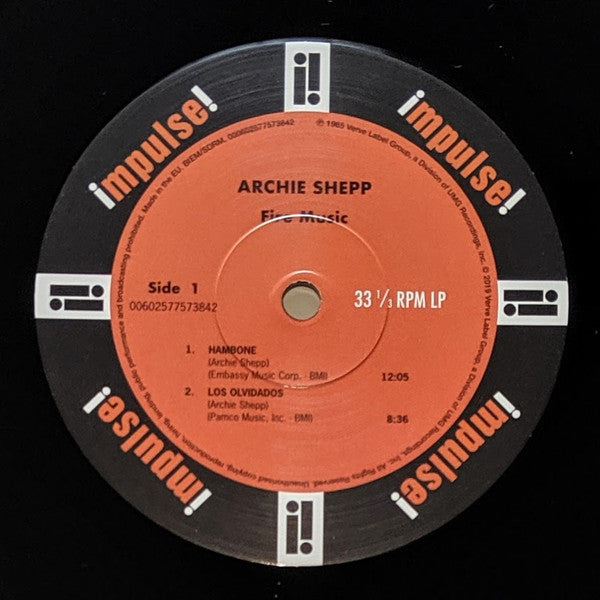 impulse!
impulse!
impulse!
impulse!
Made in the EU. BIEM/SDRM. 00602577573842
℗ 1965 Verve Label Group, a Division of UMG Recordings, Inc. © 2019 Verve Label Group, a Division of UMG Recordings, Inc. All Rights Reserved. Unauthorised copying, reproduction, hiring, lending, public performance and broadcasting prohibited.
ARCHIE SHEPP
Fire Music
Side 1
00602577573842
33 1/3 RPM LP
1. HAMBONE
(Archie Shepp)
(Embassy Music Corp. - BMI) 12:05
2. LOS OLVIDADOS
(Archie Shepp)
(Pamco Music, Inc. - BMI) 8:36